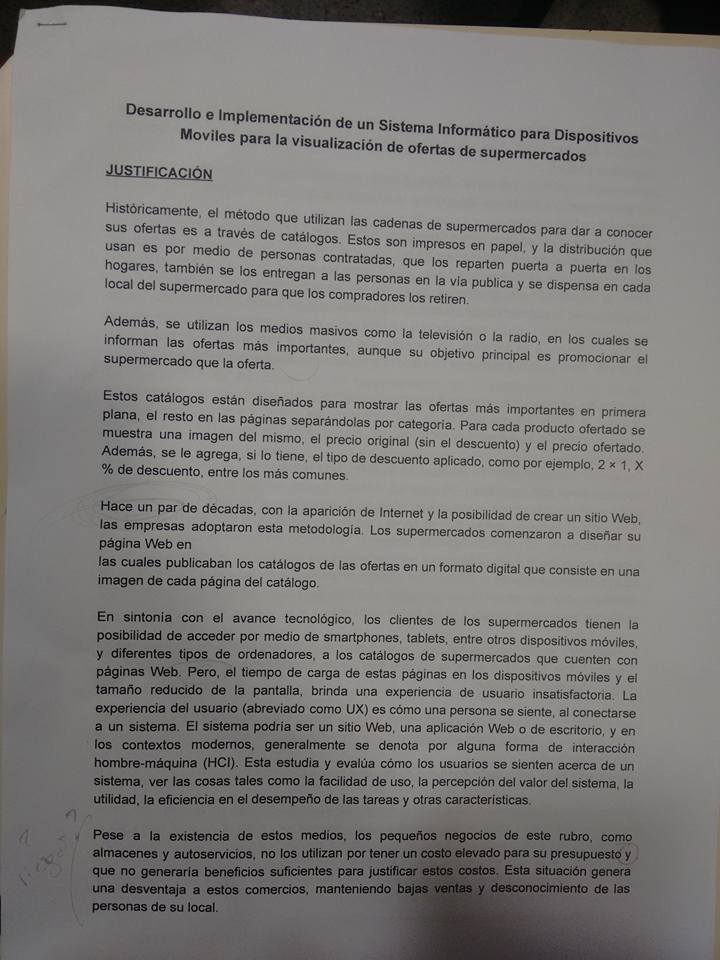 Desarrollo e Implementación de un Sistema Informático para Dispositivos
Moviles para la visualización de ofertas de supermercados
JUSTIFICACIÓN
Históricamente, el método que utilizan las cadenas de supermercados para dar a conocer
sus ofertas es a través de catálogos. Estos son impresos en papel, y la distribución que
usan es por medio de personas contratadas, que los reparten puerta a puerta en los
hogares, también se los entregan a las personas en la vía publica y se dispensa en cada
local del supermercado para que los compradores los retiren.
Además, se utilizan los medios masivos como la televisión o la radio, en los cuales se
informan las ofertas más importantes, aunque su objetivo principal es promocionar el
supermercado que la oferta.
Estos catálogos están diseñados para mostrar las ofertas más importantes en primera
plana, el resto en las páginas separándolas por categoría. Para cada producto ofertado se
muestra una imagen del mismo, el precio original (sin el descuento) y el precio ofertado.
Además, se le agrega, si lo tiene, el tipo de descuento aplicado, como por ejemplo, 2 × 1, X
% de descuento, entre los más comunes.
Hace un par de décadas, con la aparición de Internet y la posibilidad de crear un sitio Web,
las empresas adoptaron esta metodología. Los supermercados comenzaron a diseñar su
página Web en
las cuales publicaban los catálogos de las ofertas en un formato digital que consiste en una
imagen de cada página del catálogo.
En sintonía con el avance tecnológico, los clientes de los supermercados tienen la
posibilidad de acceder por medio de smartphones, tablets, entre otros dispositivos móviles,
y diferentes tipos de ordenadores, a los catálogos de supermercados que cuenten con
páginas Web. Pero, el tiempo de carga de estas páginas en los dispositivos móviles y el
tamaño reducido de la pantalla, brinda una experiencia de usuario insatisfactoria. La
experiencia del usuario (abreviado como UX) es cómo una persona se siente, al conectarse
a un sistema. El sistema podría ser un sitio Web, una aplicación Web o de escritorio, y en
los contextos modernos, generalmente se denota por alguna forma de interacción
hombre-máquina (HCI). Esta estudia y evalúa cómo los usuarios se sienten acerca de un
sistema, ver las cosas tales como la facilidad de uso, la percepción del valor del sistema, la
utilidad, la eficiencia en el desempeño de las tareas y otras características.
Pese a la existencia de estos medios, los pequeños negocios de este rubro, como
almacenes y autoservicios, no los utilizan por tener un costo elevado para su presupuesto y
que no generaría beneficios suficientes para justificar estos costos. Esta situación genera
una desventaja a estos comercios, manteniendo bajas ventas y desconocimiento de las
personas de su local.